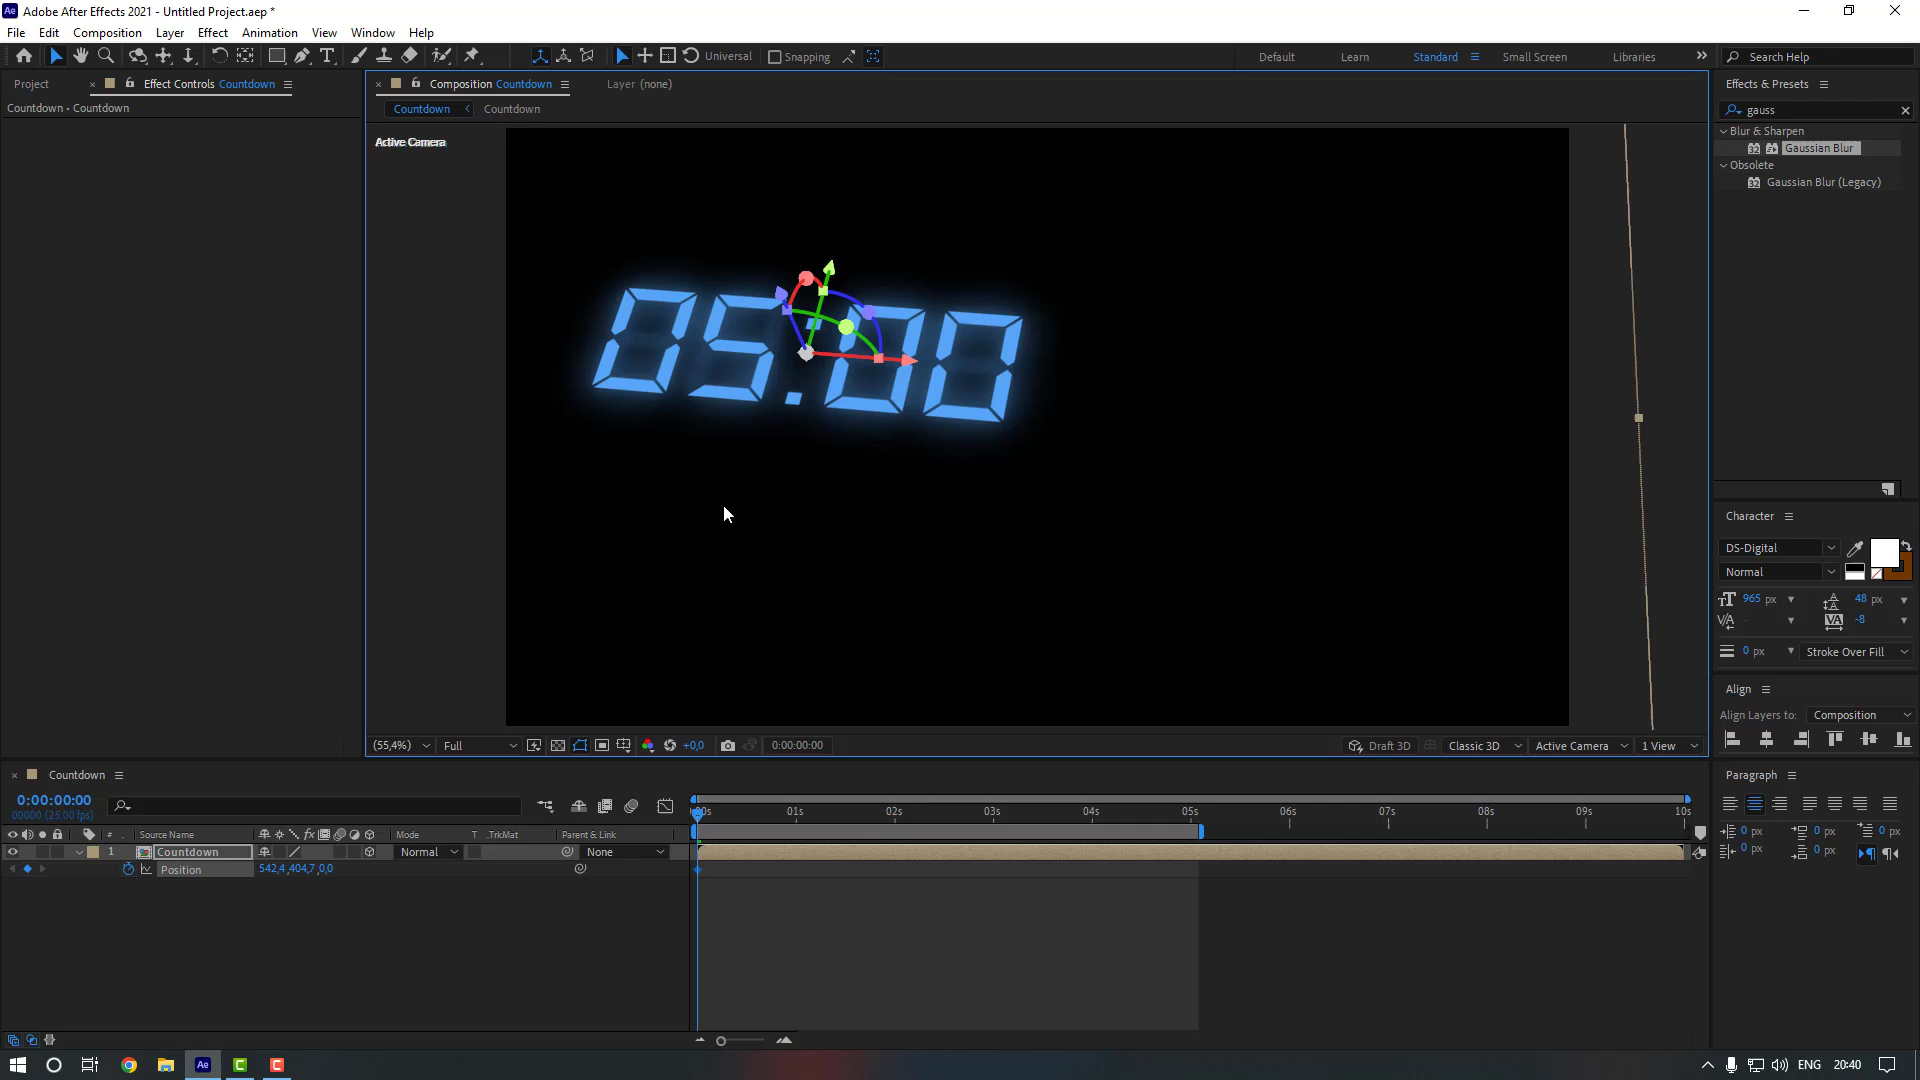 Ae Adobe After Effects 2021 - Untitled Project.aep *
File Edit Composition Layer Effect Animation View Window Help
Universal Snapping Default Learn Standard Small Screen Libraries Search Help
Project Effect Controls Countdown
Countdown • Countdown
Composition Countdown Layer (none)
Countdown Countdown
Active Camera
05:00
(55,4%) Full +0,0 0:00:00:00 Draft 3D Classic 3D Active Camera 1 View
Effects & Presets
gauss
Blur & Sharpen
32 Gaussian Blur
Obsolete
32 Gaussian Blur (Legacy)
Character
DS-Digital
Normal
965 px 48 px
- -8
0 px Stroke Over Fill
Align
Align Layers to: Composition
Paragraph
0 px 0 px 0 px
0 px 0 px
Countdown
0:00:00:00
00000 (25.00 fps)
01s 02s 03s 04s 05s 06s 07s 08s 09s 10s
# Source Name Mode T .TrkMat Parent & Link
1 Countdown Normal None
Position 542,4 ,404,7 ,0,0
Ae ENG 20:40